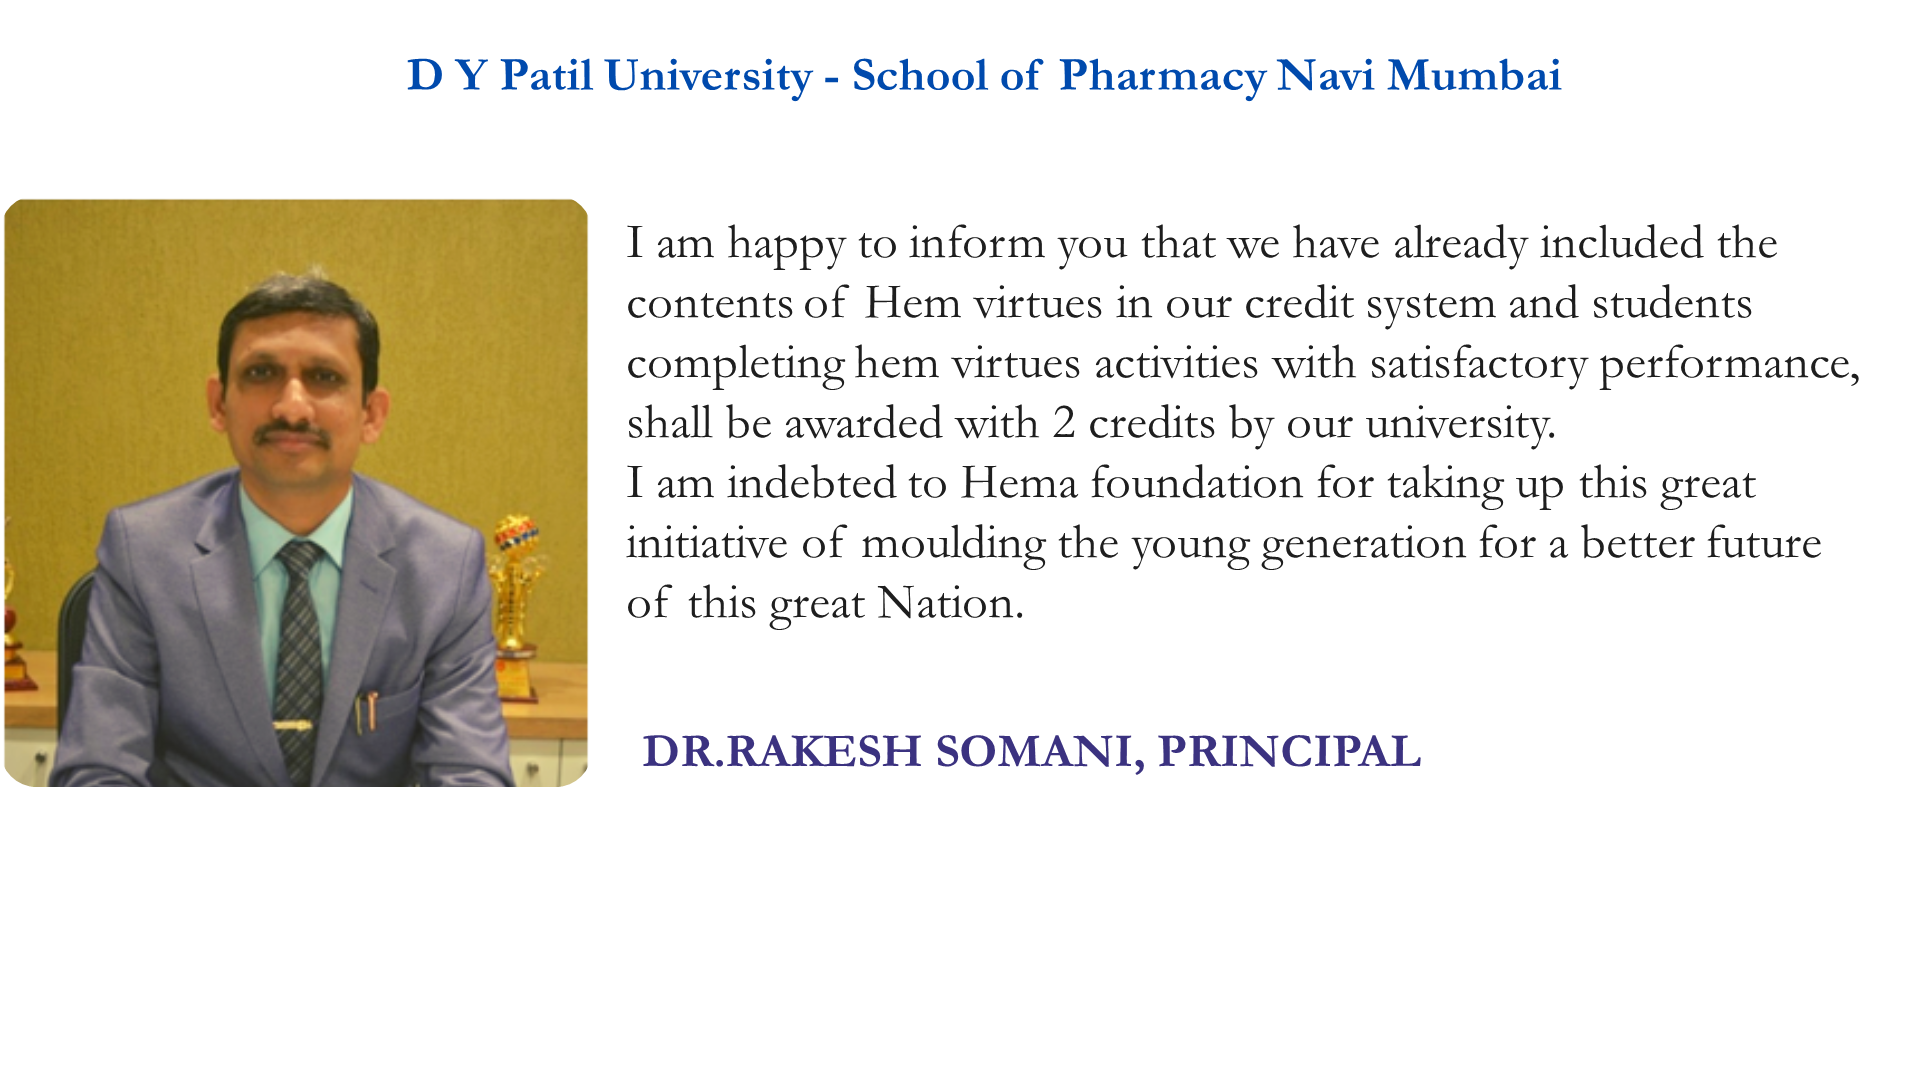 D Y Patil University - School of Pharmacy Navi Mumbai
I am happy to inform you that we have already included the
contents of Hem virtues in our credit system and students
completing hem virtues activities with satisfactory performance,
shall be awarded with 2 credits by our university.
I am indebted to Hema foundation for taking up this great
initiative of moulding the young generation for a better future
of this great Nation.
DR.RAKESH SOMANI, PRINCIPAL